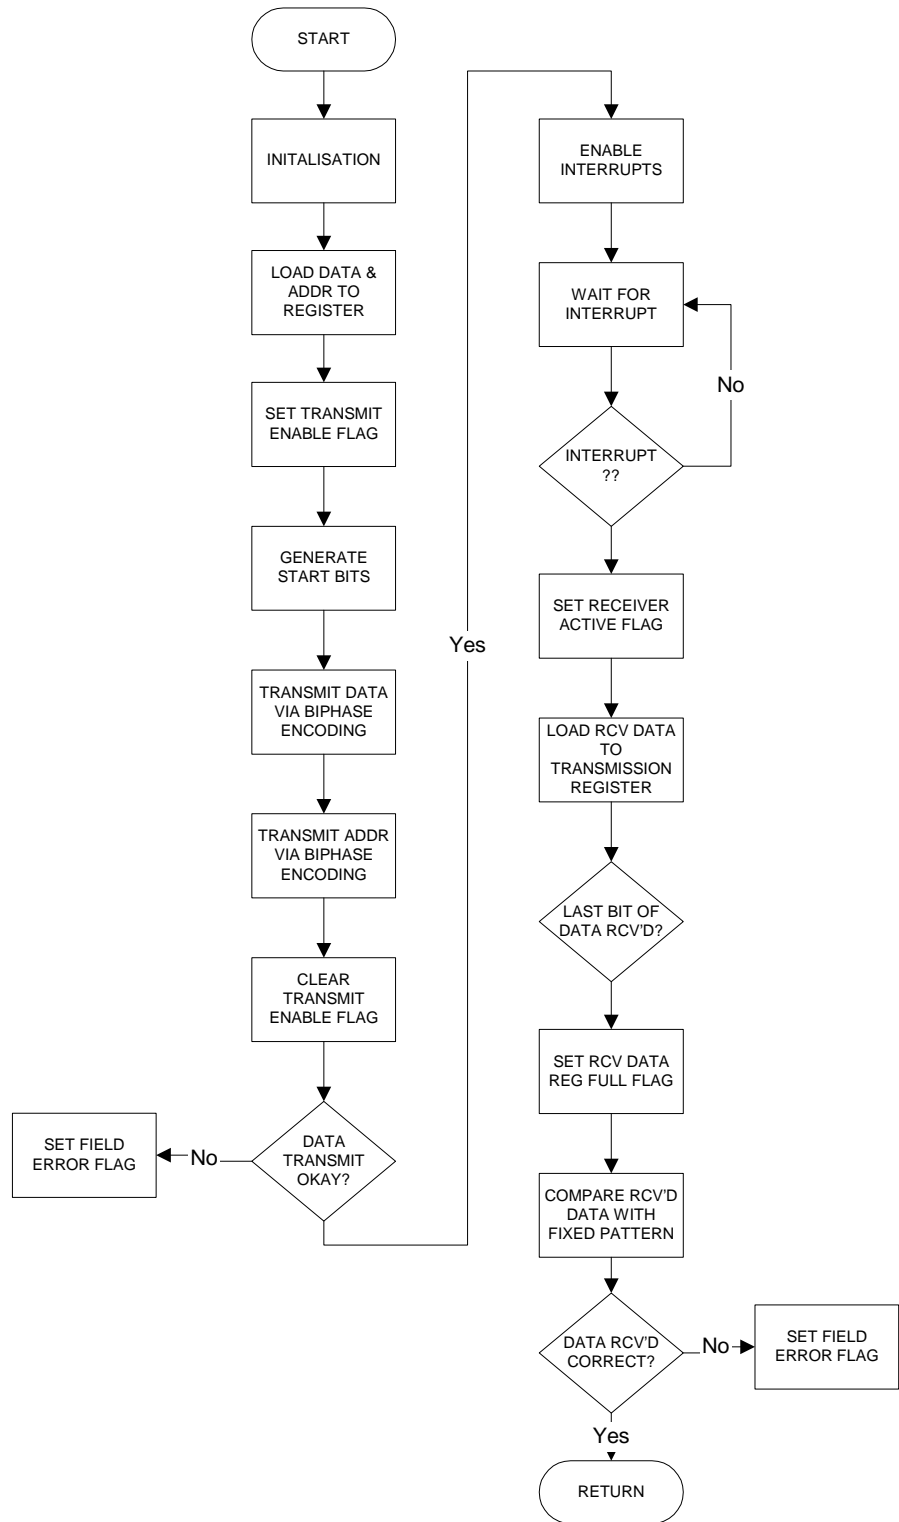 START
INITALISATION
LOAD DATA &
ADDR TO
REGISTER
SET TRANSMIT
ENABLE FLAG
GENERATE
START BITS
TRANSMIT DATA
VIA BIPHASE
ENCODING
TRANSMIT ADDR
VIA BIPHASE
ENCODING
CLEAR
TRANSMIT
ENABLE FLAG
DATA
TRANSMIT
OKAY?
No
SET FIELD
ERROR FLAG
Yes
ENABLE
INTERRUPTS
WAIT FOR
INTERRUPT
No
INTERRUPT
??
SET RECEIVER
ACTIVE FLAG
LOAD RCV DATA
TO
TRANSMISSION
REGISTER
LAST BIT OF
DATA RCV'D?
SET RCV DATA
REG FULL FLAG
COMPARE RCV'D
DATA WITH
FIXED PATTERN
DATA RCV'D
CORRECT?
No
SET FIELD
ERROR FLAG
Yes
RETURN